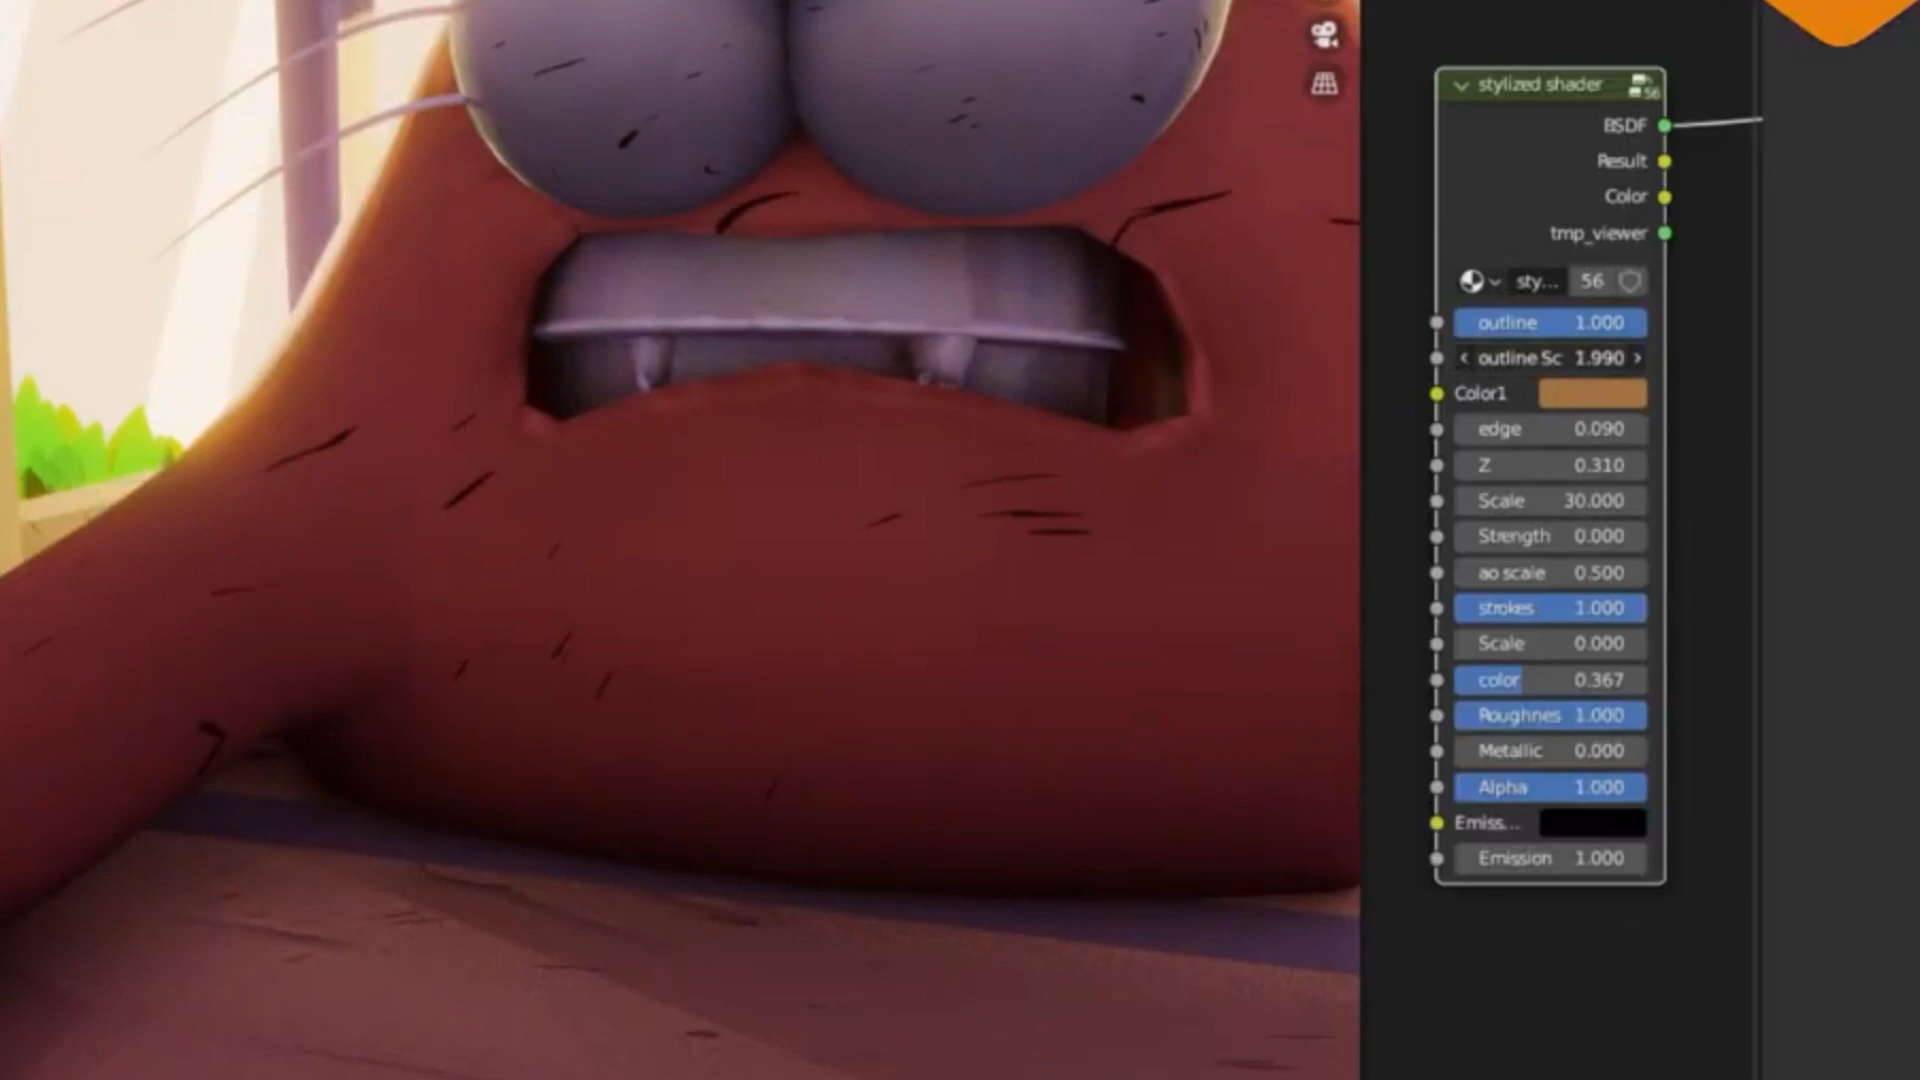 stylized shader
56
BSDF
Result
Color
tmp_viewer
sty... 56
outline 1.000
outline Sc 1.990
Color1
edge 0.090
Z 0.310
Scale 30.000
Strength 0.000
ao scale 0.500
strokes 1.000
Scale 0.000
color 0.367
Roughnes 1.000
Metallic 0.000
Alpha 1.000
Emiss...
Emission 1.000